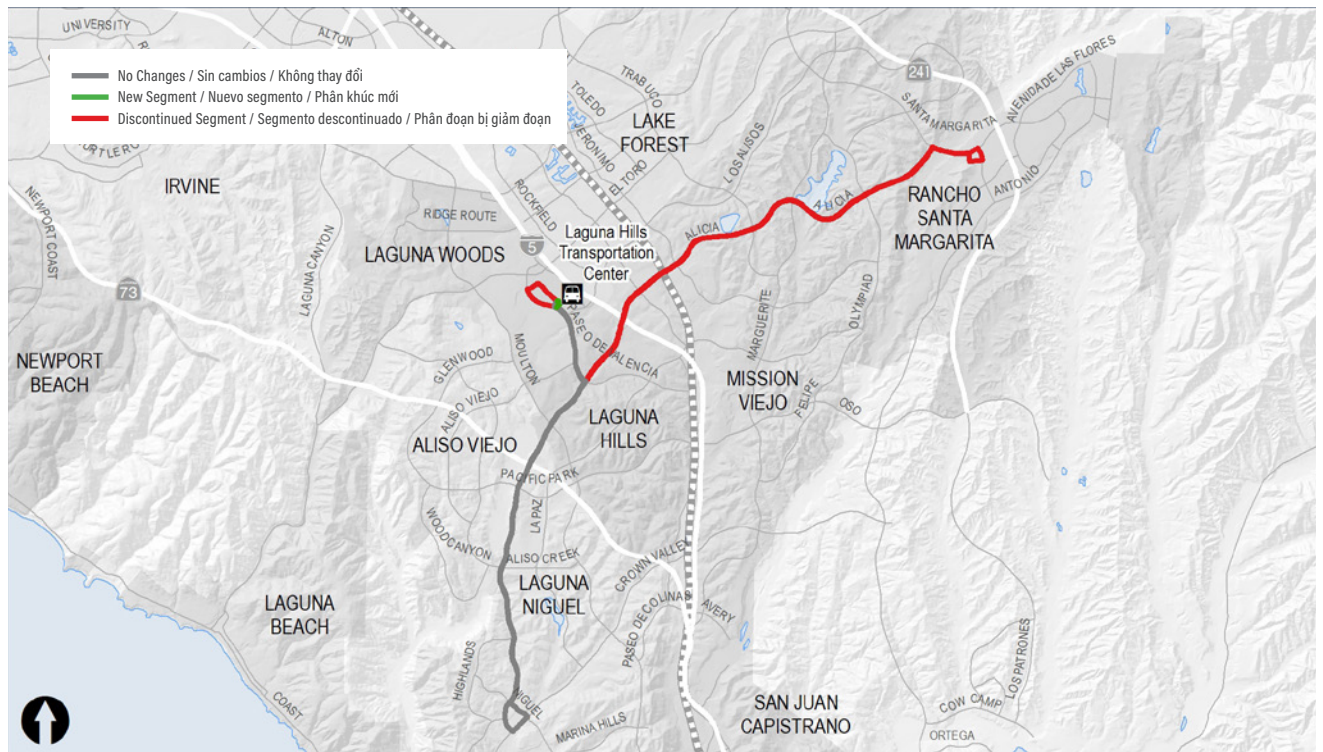 UNIVERSITY
ALTON
No Changes / Sin cambios / Không thay đổi
New Segment / Nuevo segmento / Phân khúc mới
Discontinued Segment / Segmento descontinuado / Phân đoạn bị giảm đoạn
241
AVENIDA DE LAS FLORES
TRABUCO
TOLEDO
JERONIMO
EL TORO
LAKE
FOREST
LOS ALISOS
SANTA MARGARITA
IRVINE
NEWPORT COAST
ROCKFIELD
RIDGE ROUTE
ALICIA
ALICIA
ANTONIO
RANCHO
SANTA
MARGARITA
LAGUNA WOODS
5
Laguna Hills
Transportation
Center
LAGUNA CANYON
73
PASEO DE VALENCIA
MOULTON
GLENWOOD
MARGUERITE
OLYMPIAD
NEWPORT
BEACH
MISSION
VIEJO
FELIPE
OSO
ALISO VIEJO
ALISO VIEJO
LAGUNA
HILLS
PACIFIC PARK
LA PAZ
WOOD CANYON
ALISO CREEK
CROWN VALLEY
LAGUNA
NIGUEL
PASEO DE COLINAS
AVERY
LAGUNA
BEACH
HIGHLANDS
NIGUEL
MARINA HILLS
COAST
LOS PATRONES
COW CAMP
SAN JUAN
CAPISTRANO
ORTEGA